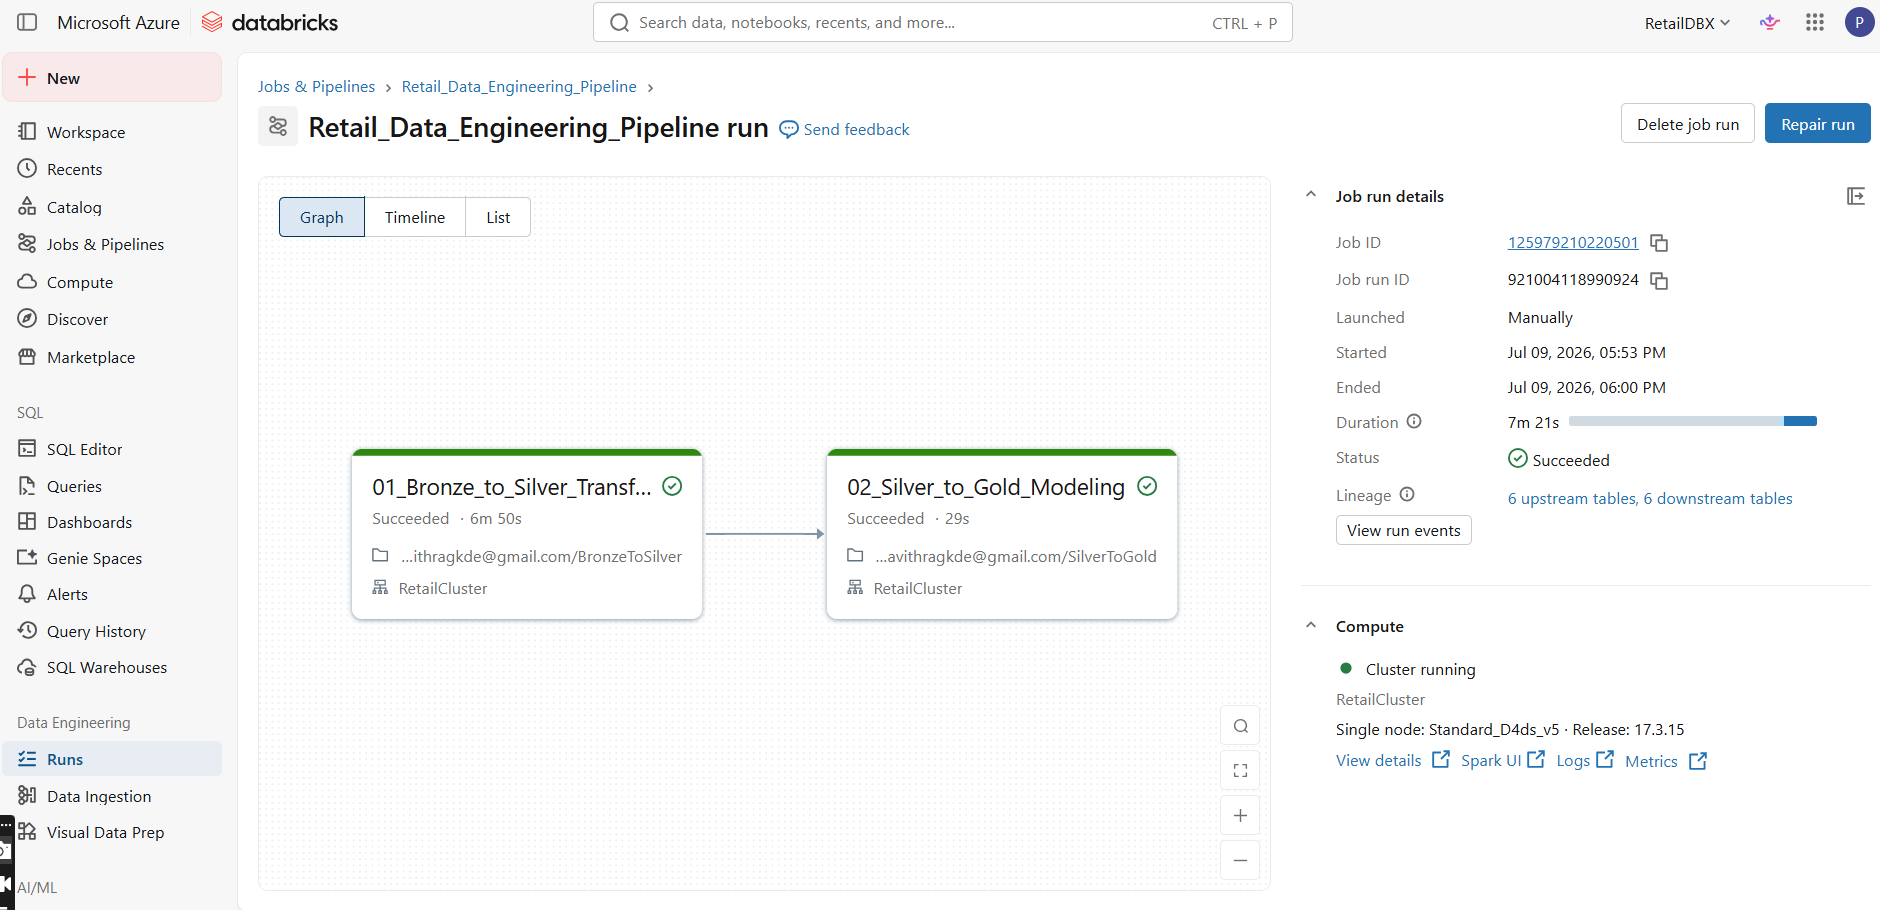 Microsoft Azure
databricks
Search data, notebooks, recents, and more...
CTRL + P
RetailDBX
P
New
Workspace
Recents
Catalog
Jobs & Pipelines
Compute
Discover
Marketplace
SQL
SQL Editor
Queries
Dashboards
Genie Spaces
Alerts
Query History
SQL Warehouses
Data Engineering
Runs
Data Ingestion
Visual Data Prep
AI/ML
Jobs & Pipelines › Retail_Data_Engineering_Pipeline ›
Retail_Data_Engineering_Pipeline run
Send feedback
Delete job run
Repair run
Graph
Timeline
List
01_Bronze_to_Silver_Transf...
Succeeded · 6m 50s
...ithragkde@gmail.com/BronzeToSilver
RetailCluster
02_Silver_to_Gold_Modeling
Succeeded · 29s
...avithragkde@gmail.com/SilverToGold
RetailCluster
Job run details
Job ID 125979210220501
Job run ID 921004118990924
Launched Manually
Started Jul 09, 2026, 05:53 PM
Ended Jul 09, 2026, 06:00 PM
Duration 7m 21s
Status Succeeded
Lineage 6 upstream tables, 6 downstream tables
View run events
Compute
Cluster running
RetailCluster
Single node: Standard_D4ds_v5 · Release: 17.3.15
View details Spark UI Logs Metrics